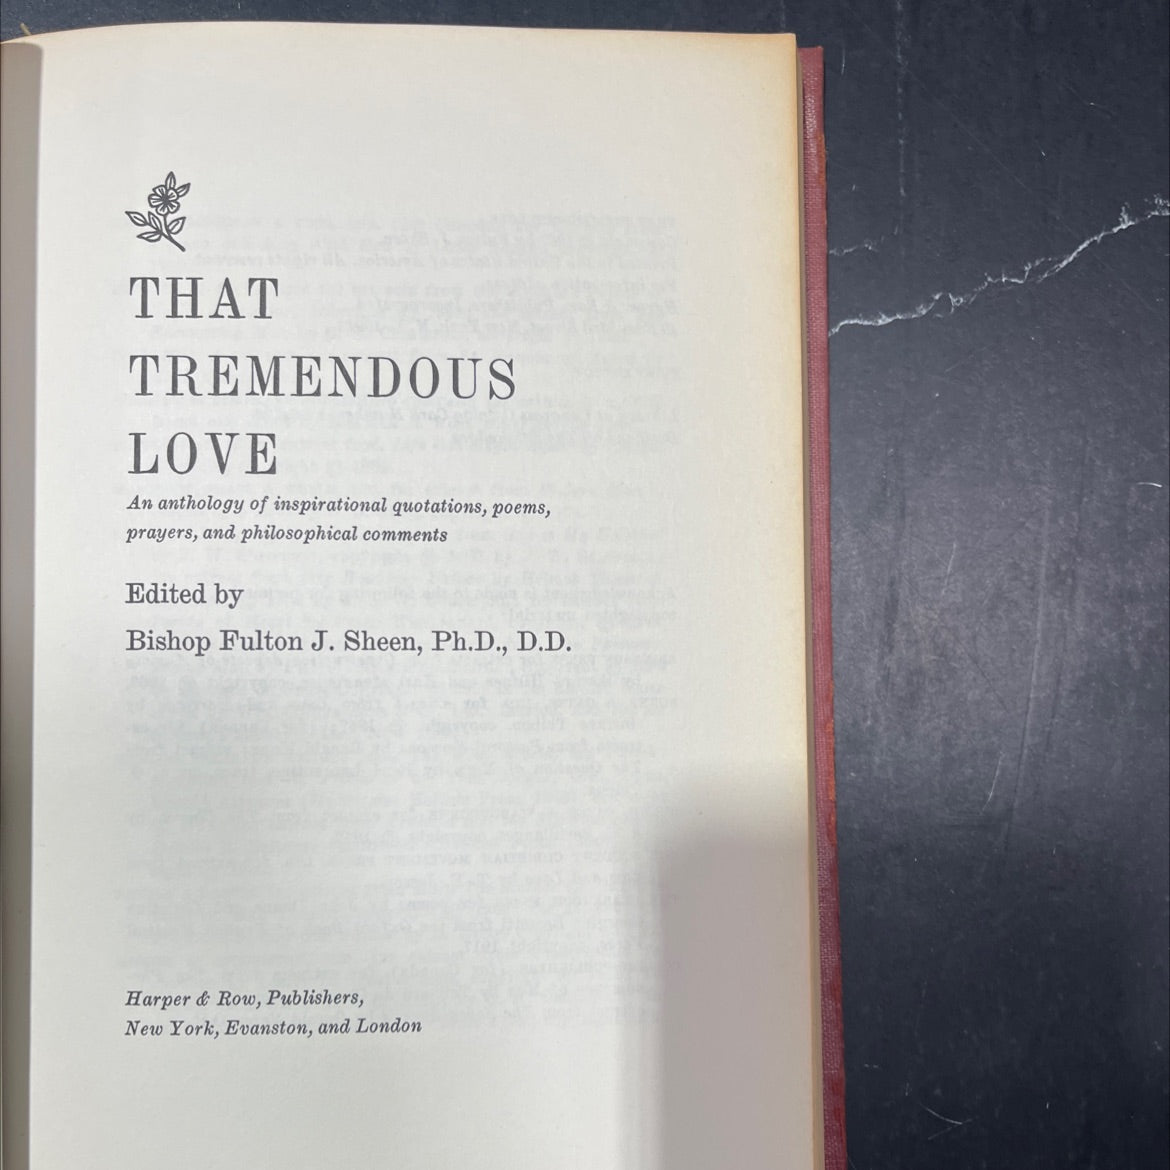 THAT
TREMENDOUS
LOVE
An anthology of inspirational quotations, poems,
prayers, and philosophical comments
Edited by
Bishop Fulton J. Sheen, Ph.D., D.D.
Harper & Row, Publishers,
New York, Evanston, and London